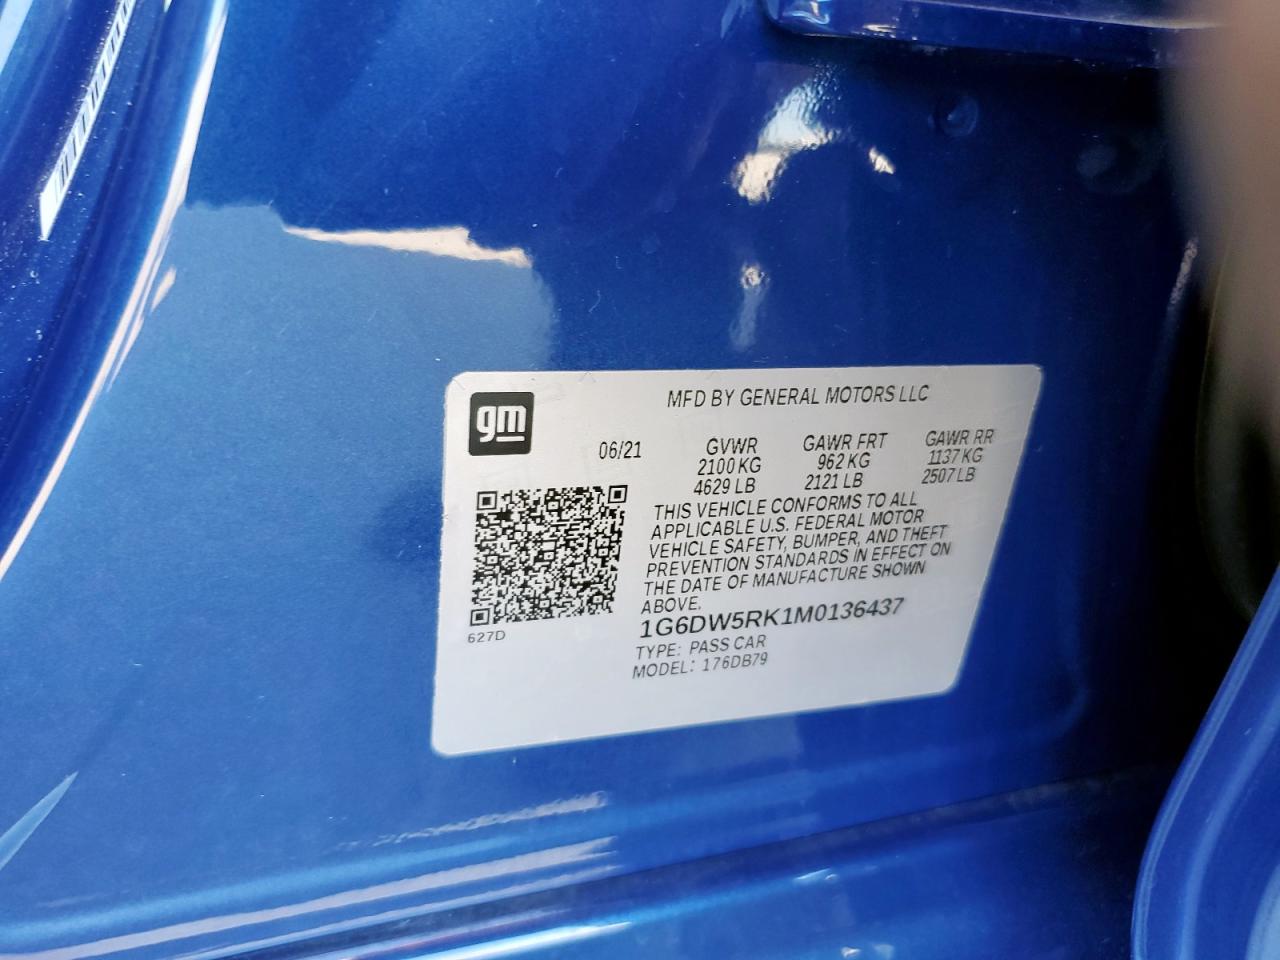 gm
MFD BY GENERAL MOTORS LLC
06/21
GVWR
2100 KG
4629 LB
GAWR FRT
962 KG
2121 LB
GAWR RR
1137 KG
2507 LB
THIS VEHICLE CONFORMS TO ALL
APPLICABLE U.S. FEDERAL MOTOR
VEHICLE SAFETY, BUMPER, AND THEFT
PREVENTION STANDARDS IN EFFECT ON
THE DATE OF MANUFACTURE SHOWN
ABOVE.
1G6DW5RK1M0136437
TYPE: PASS CAR
MODEL: 176DB79
627D